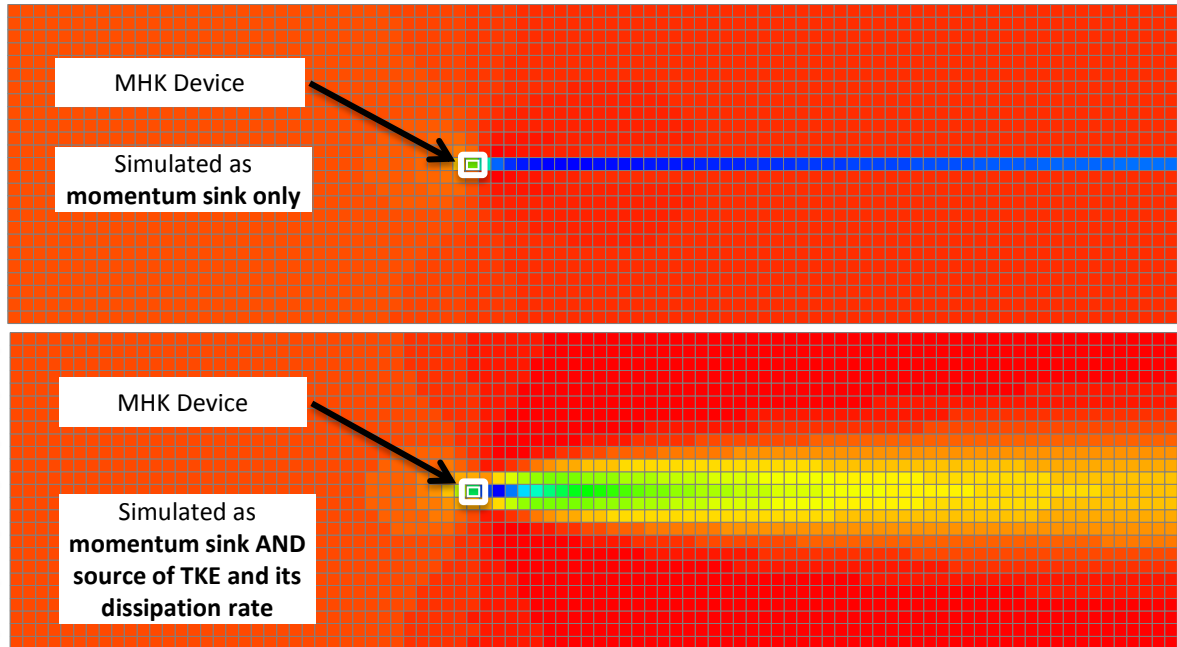 MHK Device
Simulated as
momentum sink only
MHK Device
Simulated as
momentum sink AND
source of TKE and its
dissipation rate